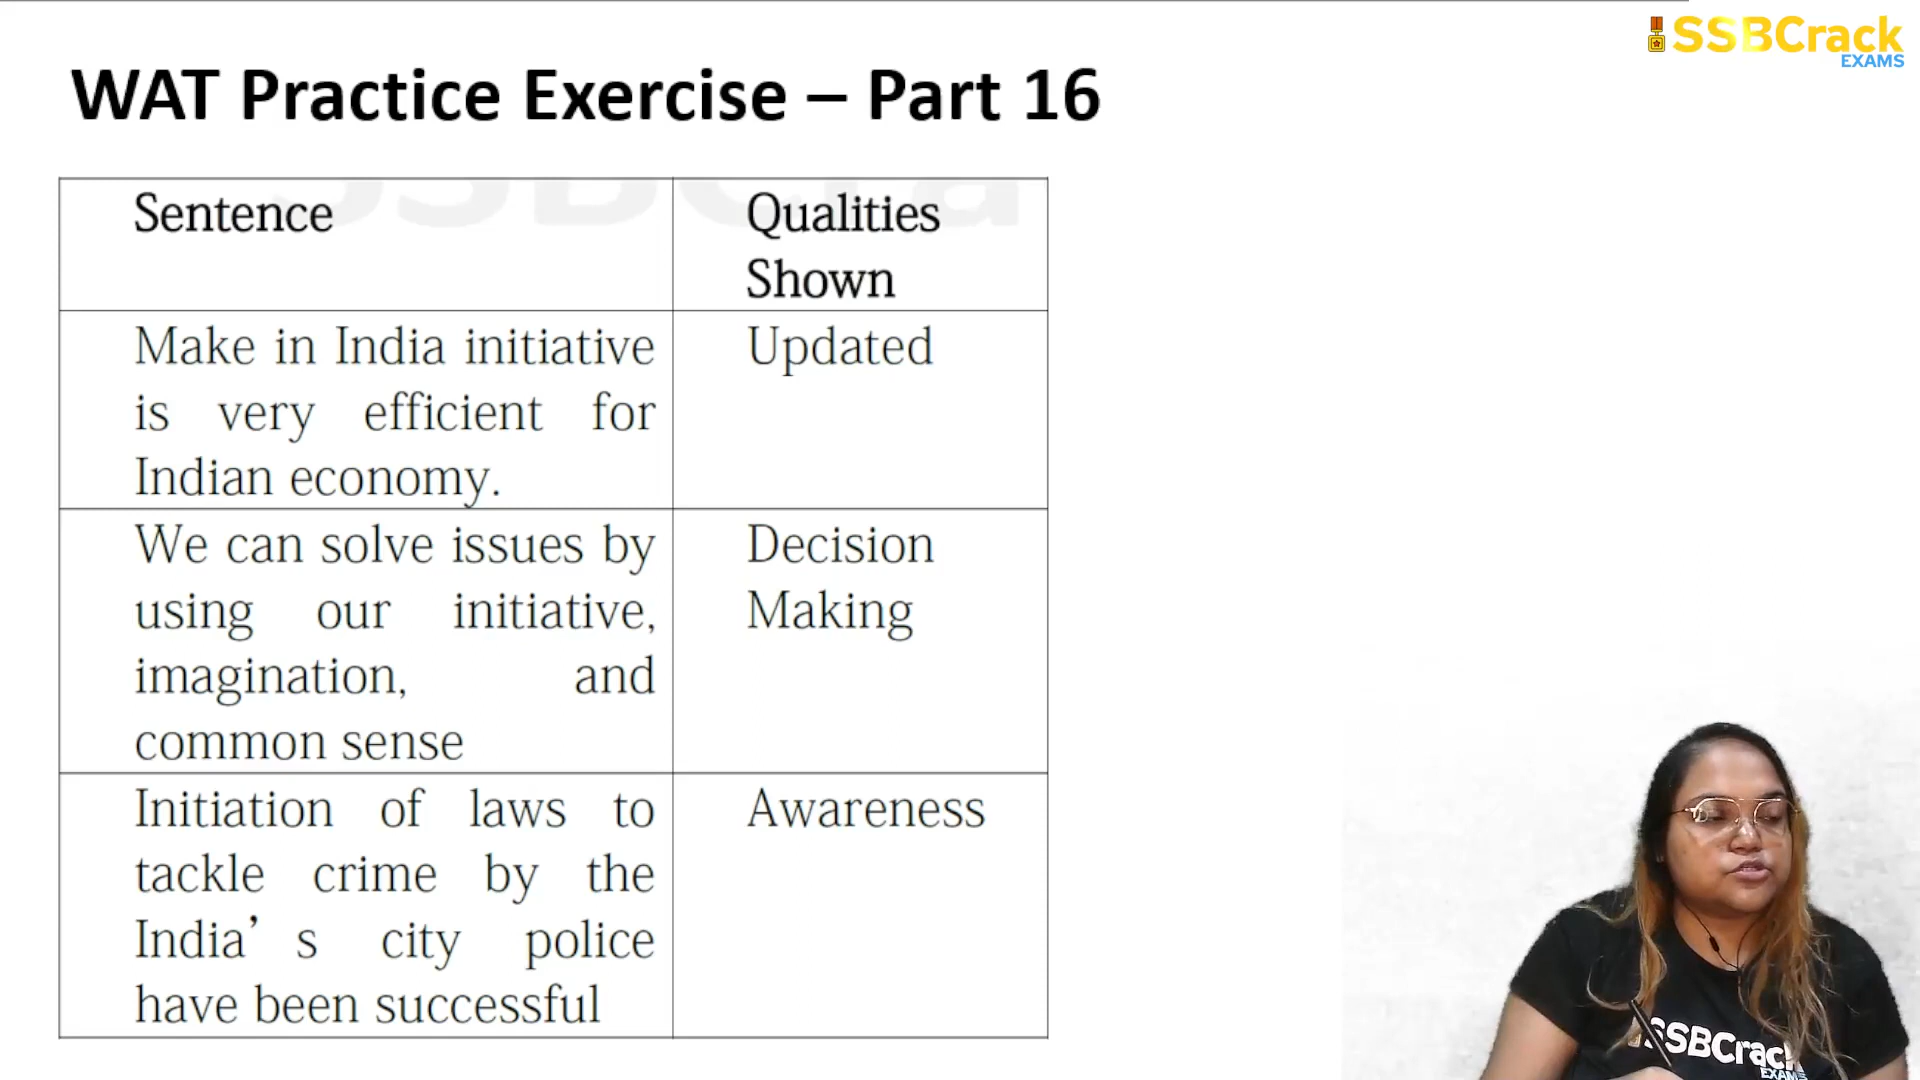 SSBCrack
EXAMS
WAT Practice Exercise – Part 16
Sentence
Qualities
Shown
Make in India initiative
is very efficient for
Indian economy.
Updated
We can solve issues by
using our initiative,
imagination, and
common sense
Decision
Making
Initiation of laws to
tackle crime by the
India’ s city police
have been successful
Awareness
SSBCrack
EXAMS